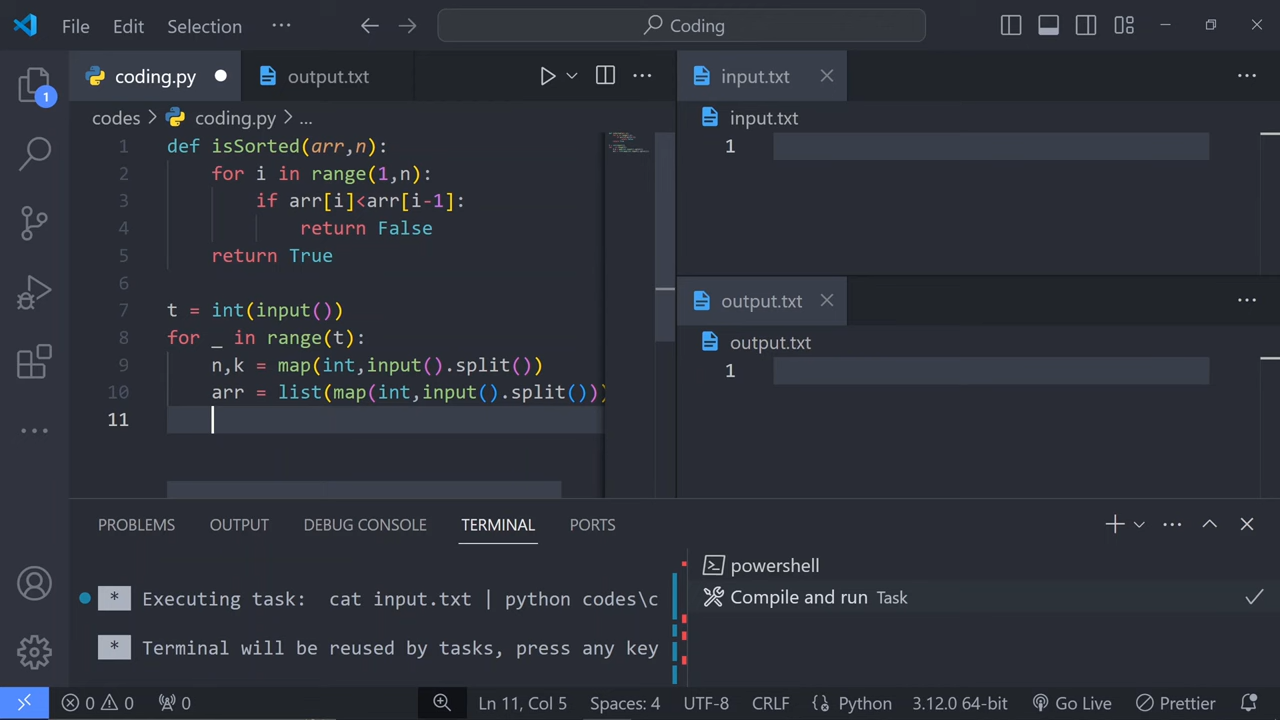 File Edit Selection ··· Coding
coding.py output.txt
codes > coding.py > ...
1 def isSorted(arr,n):
2 for i in range(1,n):
3 if arr[i]<arr[i-1]:
4 return False
5 return True
6
7 t = int(input())
8 for _ in range(t):
9 n,k = map(int,input().split())
10 arr = list(map(int,input().split()))
11
input.txt
input.txt
1
output.txt
output.txt
1
1
PROBLEMS OUTPUT DEBUG CONSOLE TERMINAL PORTS
* Executing task: cat input.txt | python codes\c
* Terminal will be reused by tasks, press any key
powershell
Compile and run Task
0 0 0 Ln 11, Col 5 Spaces: 4 UTF-8 CRLF Python 3.12.0 64-bit Go Live Prettier